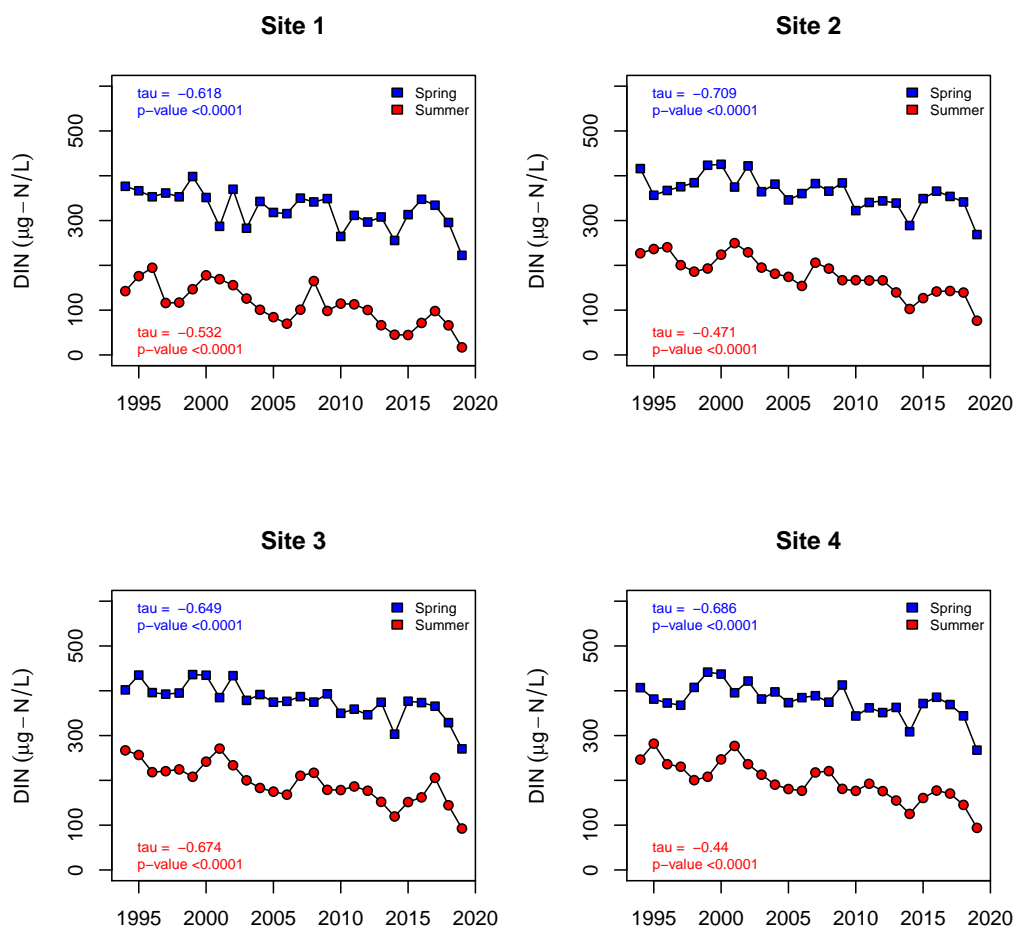 Site 1
tau =  −0.618
p−value <0.0001
Spring
Summer
DIN (μg−N/L)
500
300
100
0
tau =  −0.532
p−value <0.0001
1995 2000 2005 2010 2015 2020
Site 2
tau =  −0.709
p−value <0.0001
Spring
Summer
DIN (μg−N/L)
500
300
100
0
tau =  −0.471
p−value <0.0001
1995 2000 2005 2010 2015 2020
Site 3
tau =  −0.649
p−value <0.0001
Spring
Summer
DIN (μg−N/L)
500
300
100
0
tau =  −0.674
p−value <0.0001
1995 2000 2005 2010 2015 2020
Site 4
tau =  −0.686
p−value <0.0001
Spring
Summer
DIN (μg−N/L)
500
300
100
0
tau =  −0.44
p−value <0.0001
1995 2000 2005 2010 2015 2020